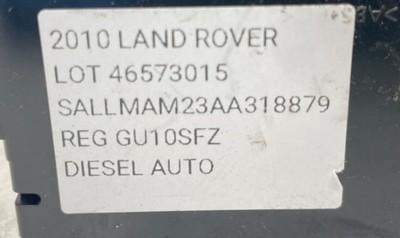 2010 LAND ROVER
LOT 46573015
SALLMAM23AA318879
REG GU10SFZ
DIESEL AUTO